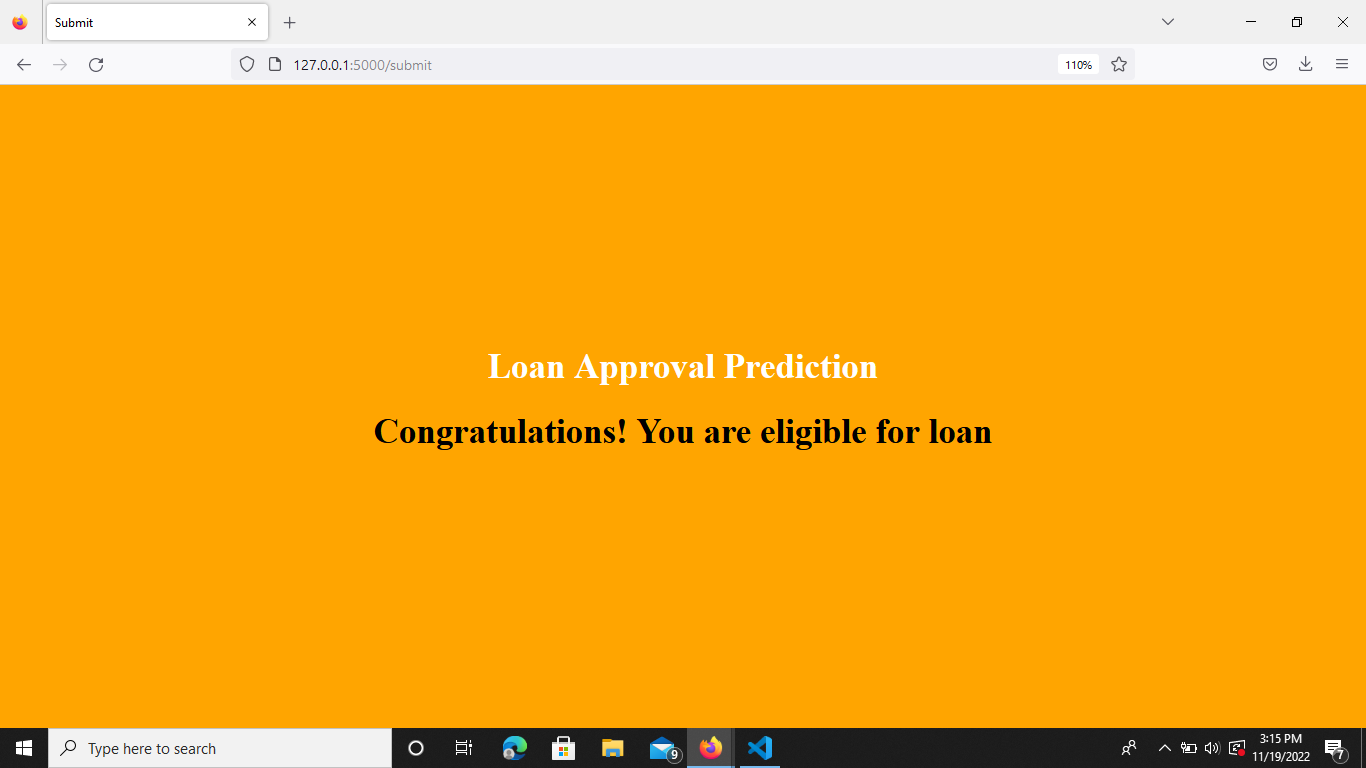 Submit
127.0.0.1:5000/submit
110%
Loan Approval Prediction
Congratulations! You are eligible for loan
Type here to search
9
3:15 PM
11/19/2022
7